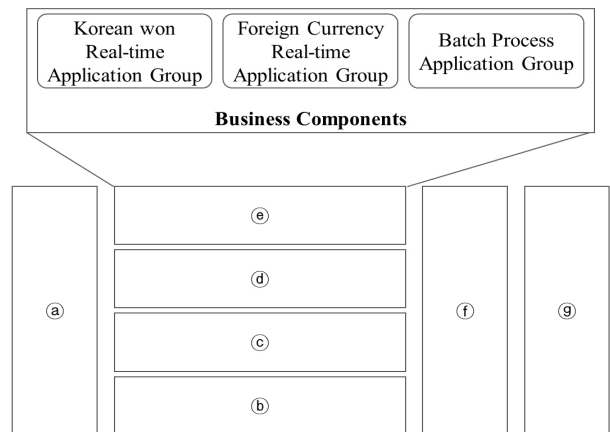 Korean won
Real-time
Application Group
Foreign Currency
Real-time
Application Group
Batch Process
Application Group
Business Components
ⓔ
ⓓ
ⓐ
ⓕ
ⓖ
ⓒ
ⓑ